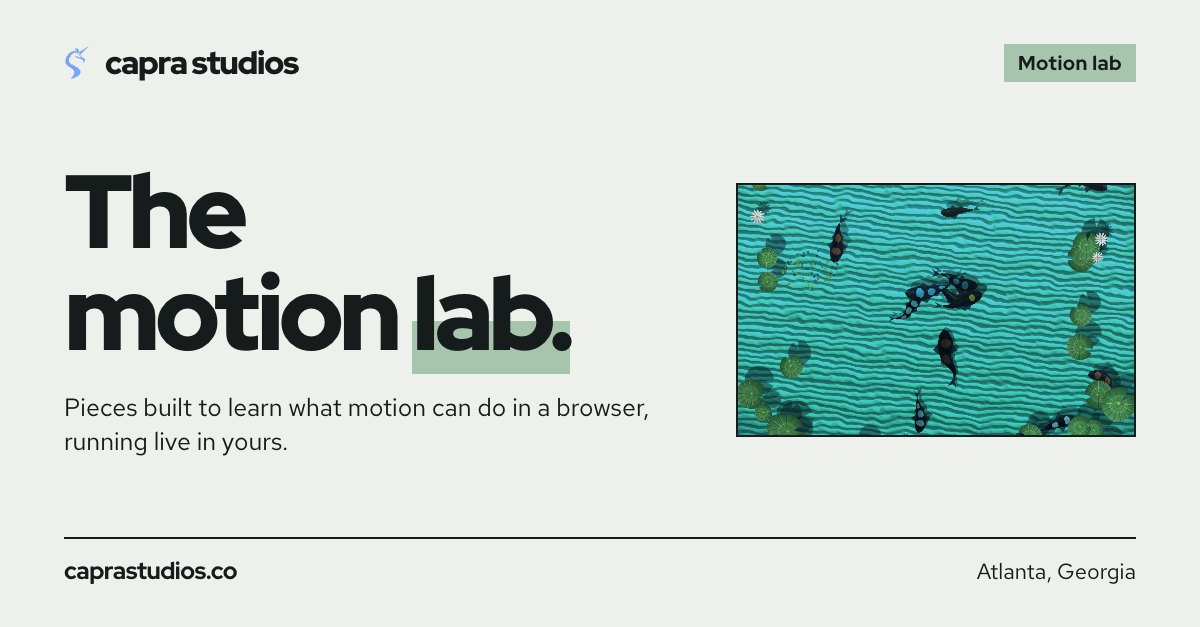 capra studios
Motion lab
The
motion lab.
Pieces built to learn what motion can do in a browser,
running live in yours.
caprastudios.co
Atlanta, Georgia